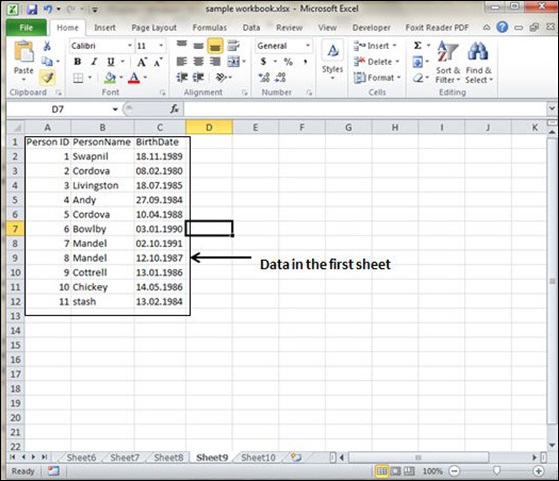 sample workbook.xlsx - Microsoft Excel
File Home Insert Page Layout Formulas Data Review View Developer Foxit Reader PDF
Calibri 11 General Insert Σ
Paste B I U A A $ % , Styles Delete Sort & Find &
Format Filter Select
Clipboard Font Alignment Number Cells Editing
D7 fx
A B C D E F G H I J K
1 Person ID PersonName BirthDate
2 1 Swapnil 18.11.1989
3 2 Cordova 08.02.1980
4 3 Livingston 18.07.1985
5 4 Andy 27.09.1984
6 5 Cordova 10.04.1988
7 6 Bowlby 03.01.1990
8 7 Mandel 02.10.1991
9 8 Mandel 12.10.1987
Data in the first sheet
10 9 Cottrell 13.01.1986
11 10 Chickey 14.05.1986
12 11 stash 13.02.1984
13
14
15
16
17
18
19
20
21
22
Sheet6 Sheet7 Sheet8 Sheet9 Sheet10
Ready 100%